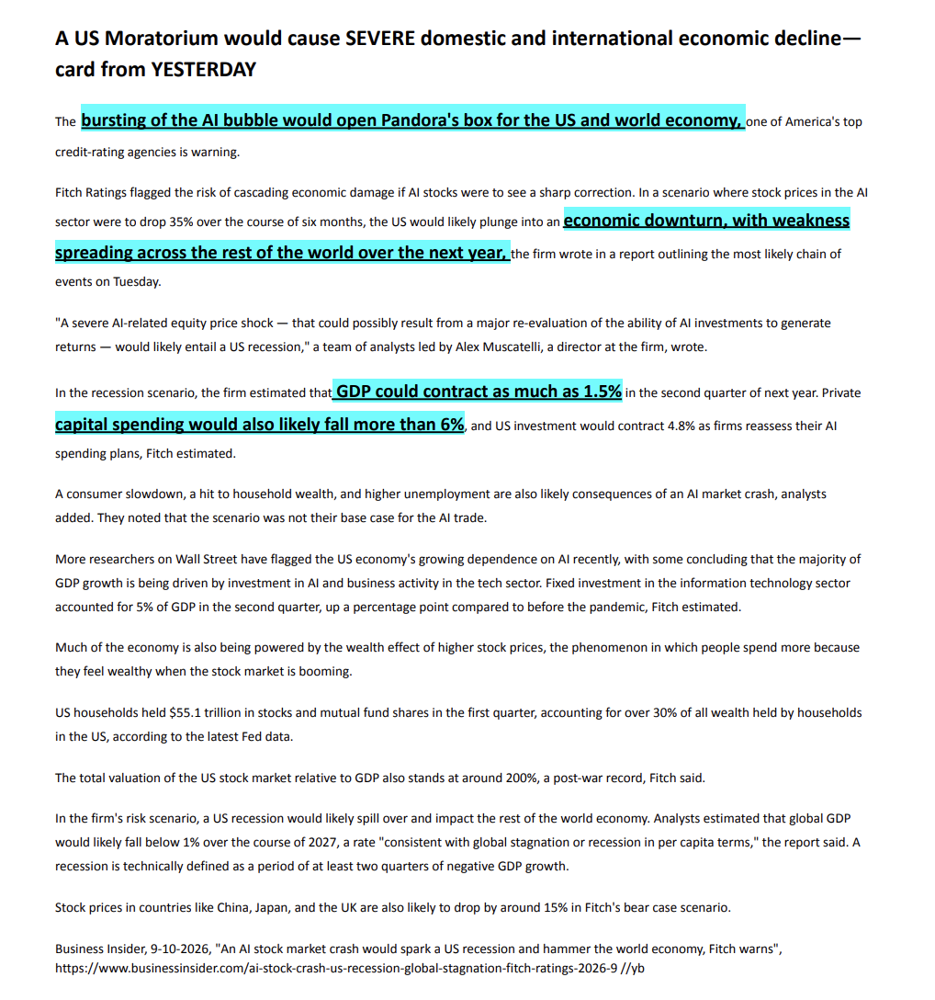 A US Moratorium would cause SEVERE domestic and international economic decline—
card from YESTERDAY
The bursting of the AI bubble would open Pandora's box for the US and world economy, one of America's top
credit-rating agencies is warning.
Fitch Ratings flagged the risk of cascading economic damage if AI stocks were to see a sharp correction. In a scenario where stock prices in the AI
sector were to drop 35% over the course of six months, the US would likely plunge into an economic downturn, with weakness
spreading across the rest of the world over the next year, the firm wrote in a report outlining the most likely chain of
events on Tuesday.
"A severe AI-related equity price shock — that could possibly result from a major re-evaluation of the ability of AI investments to generate
returns — would likely entail a US recession," a team of analysts led by Alex Muscatelli, a director at the firm, wrote.
In the recession scenario, the firm estimated that GDP could contract as much as 1.5% in the second quarter of next year. Private
capital spending would also likely fall more than 6%, and US investment would contract 4.8% as firms reassess their AI
spending plans, Fitch estimated.
A consumer slowdown, a hit to household wealth, and higher unemployment are also likely consequences of an AI market crash, analysts
added. They noted that the scenario was not their base case for the AI trade.
More researchers on Wall Street have flagged the US economy's growing dependence on AI recently, with some concluding that the majority of
GDP growth is being driven by investment in AI and business activity in the tech sector. Fixed investment in the information technology sector
accounted for 5% of GDP in the second quarter, up a percentage point compared to before the pandemic, Fitch estimated.
Much of the economy is also being powered by the wealth effect of higher stock prices, the phenomenon in which people spend more because
they feel wealthy when the stock market is booming.
US households held $55.1 trillion in stocks and mutual fund shares in the first quarter, accounting for over 30% of all wealth held by households
in the US, according to the latest Fed data.
The total valuation of the US stock market relative to GDP also stands at around 200%, a post-war record, Fitch said.
In the firm's risk scenario, a US recession would likely spill over and impact the rest of the world economy. Analysts estimated that global GDP
would likely fall below 1% over the course of 2027, a rate "consistent with global stagnation or recession in per capita terms," the report said. A
recession is technically defined as a period of at least two quarters of negative GDP growth.
Stock prices in countries like China, Japan, and the UK are also likely to drop by around 15% in Fitch's bear case scenario.
Business Insider, 9-10-2026, "An AI stock market crash would spark a US recession and hammer the world economy, Fitch warns",
https://www.businessinsider.com/ai-stock-crash-us-recession-global-stagnation-fitch-ratings-2026-9 //yb